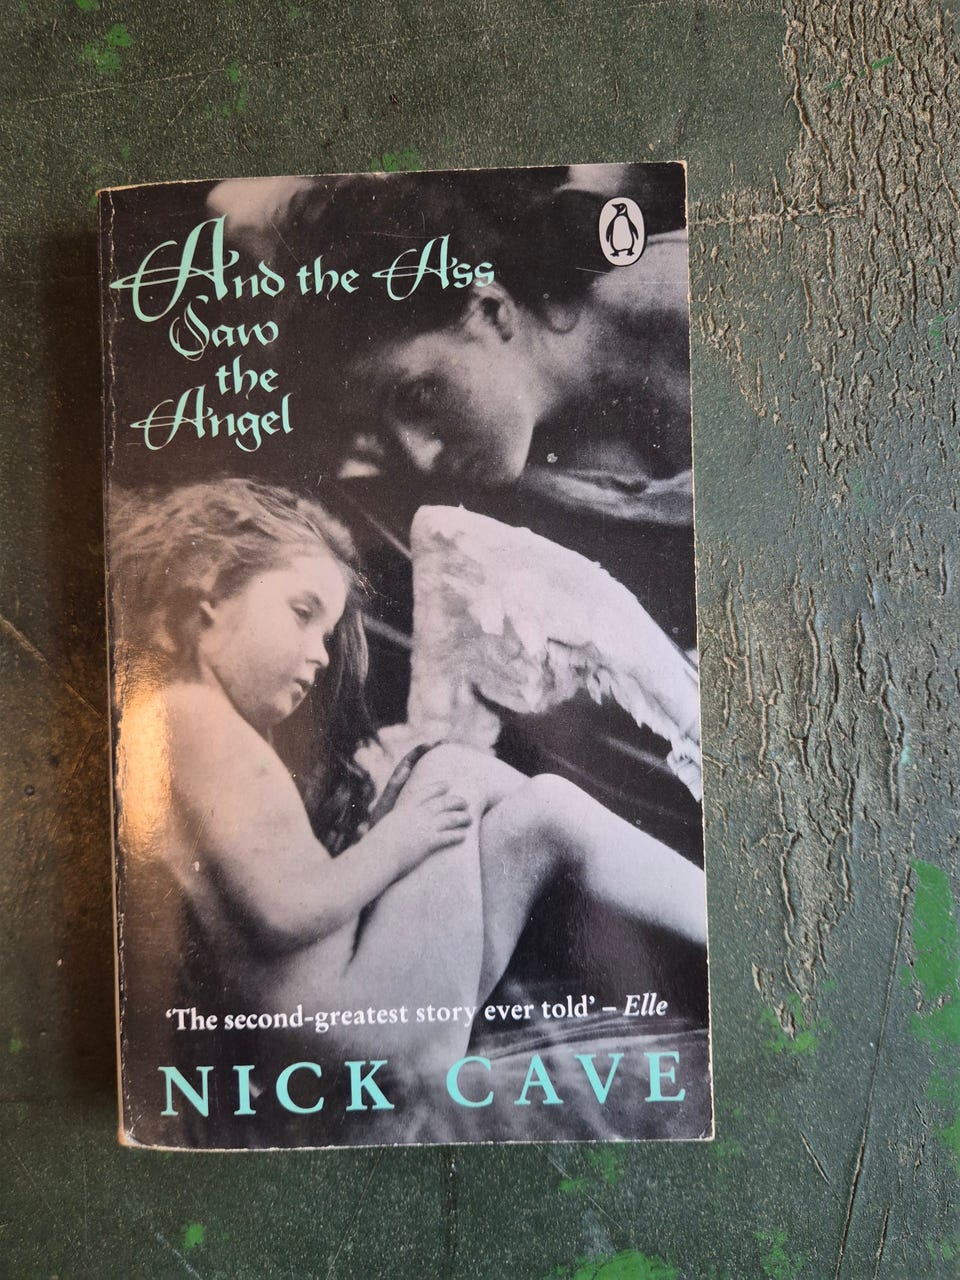 And the Ass
Saw
the
Angel
‘The second-greatest story ever told’ – Elle
NICK CAVE